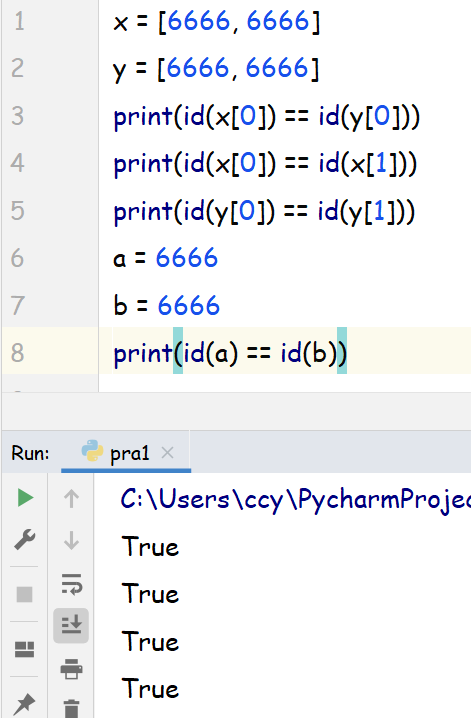 1 x = [6666, 6666]
2 y = [6666, 6666]
3 print(id(x[0]) == id(y[0]))
4 print(id(x[0]) == id(x[1]))
5 print(id(y[0]) == id(y[1]))
6 a = 6666
7 b = 6666
8 print(id(a) == id(b))
Run: pra1
C:\Users\ccy\PycharmProjec
True
True
True
True